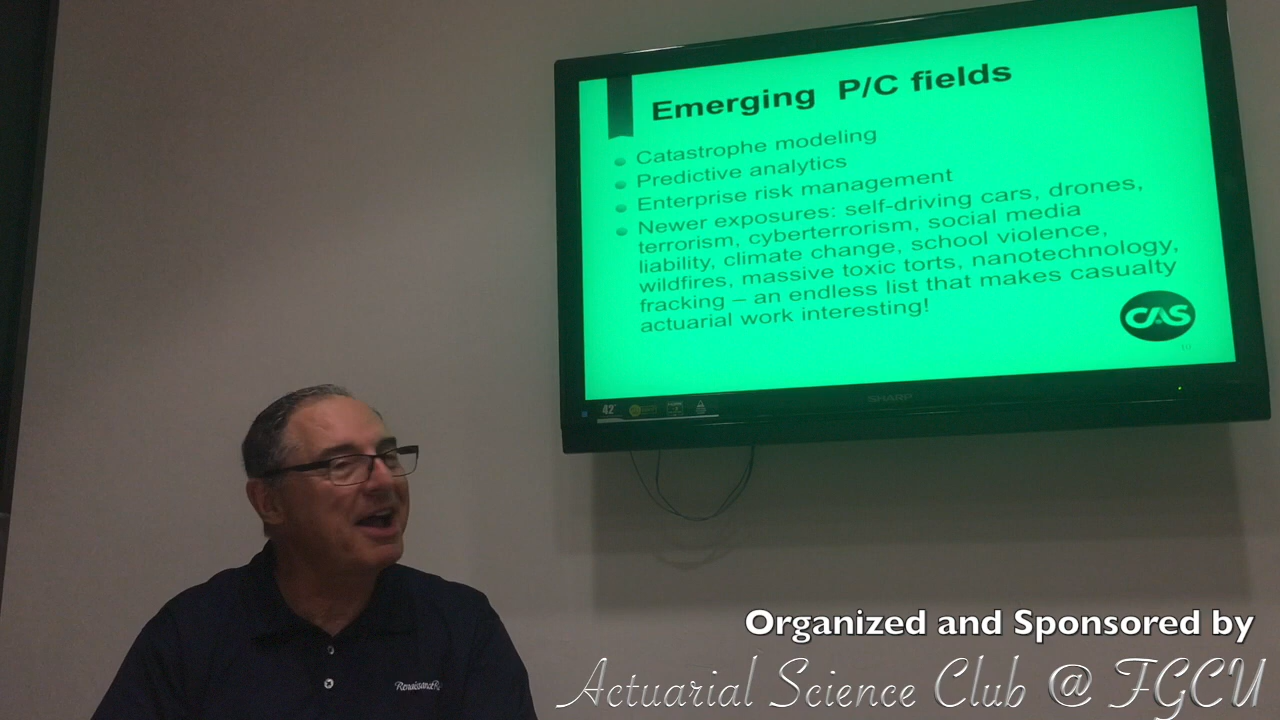 Emerging P/C fields
Catastrophe modeling
Predictive analytics
Enterprise risk management
Newer exposures: self-driving cars, drones,
terrorism, cyberterrorism, social media
liability, climate change, school violence,
wildfires, massive toxic torts, nanotechnology,
fracking – an endless list that makes casualty
actuarial work interesting!
CAS
10
SHARP
42"
Organized and Sponsored by
Actuarial Science Club @ FGCU